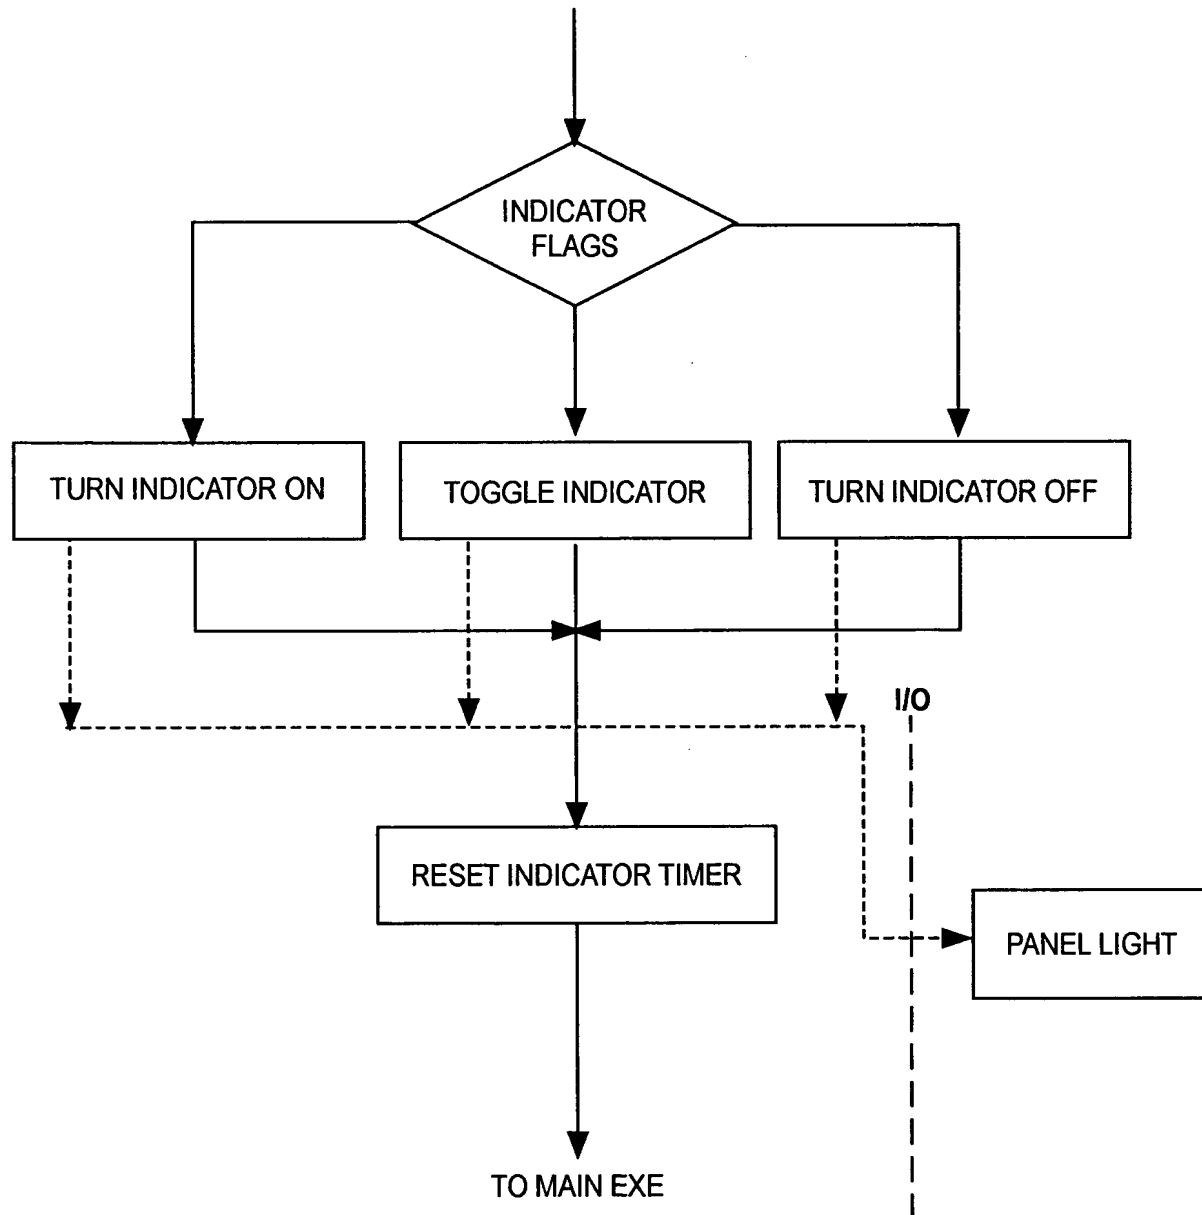 INDICATOR
FLAGS
TURN INDICATOR ON
TOGGLE INDICATOR
TURN INDICATOR OFF
I/O
RESET INDICATOR TIMER
PANEL LIGHT
TO MAIN EXE